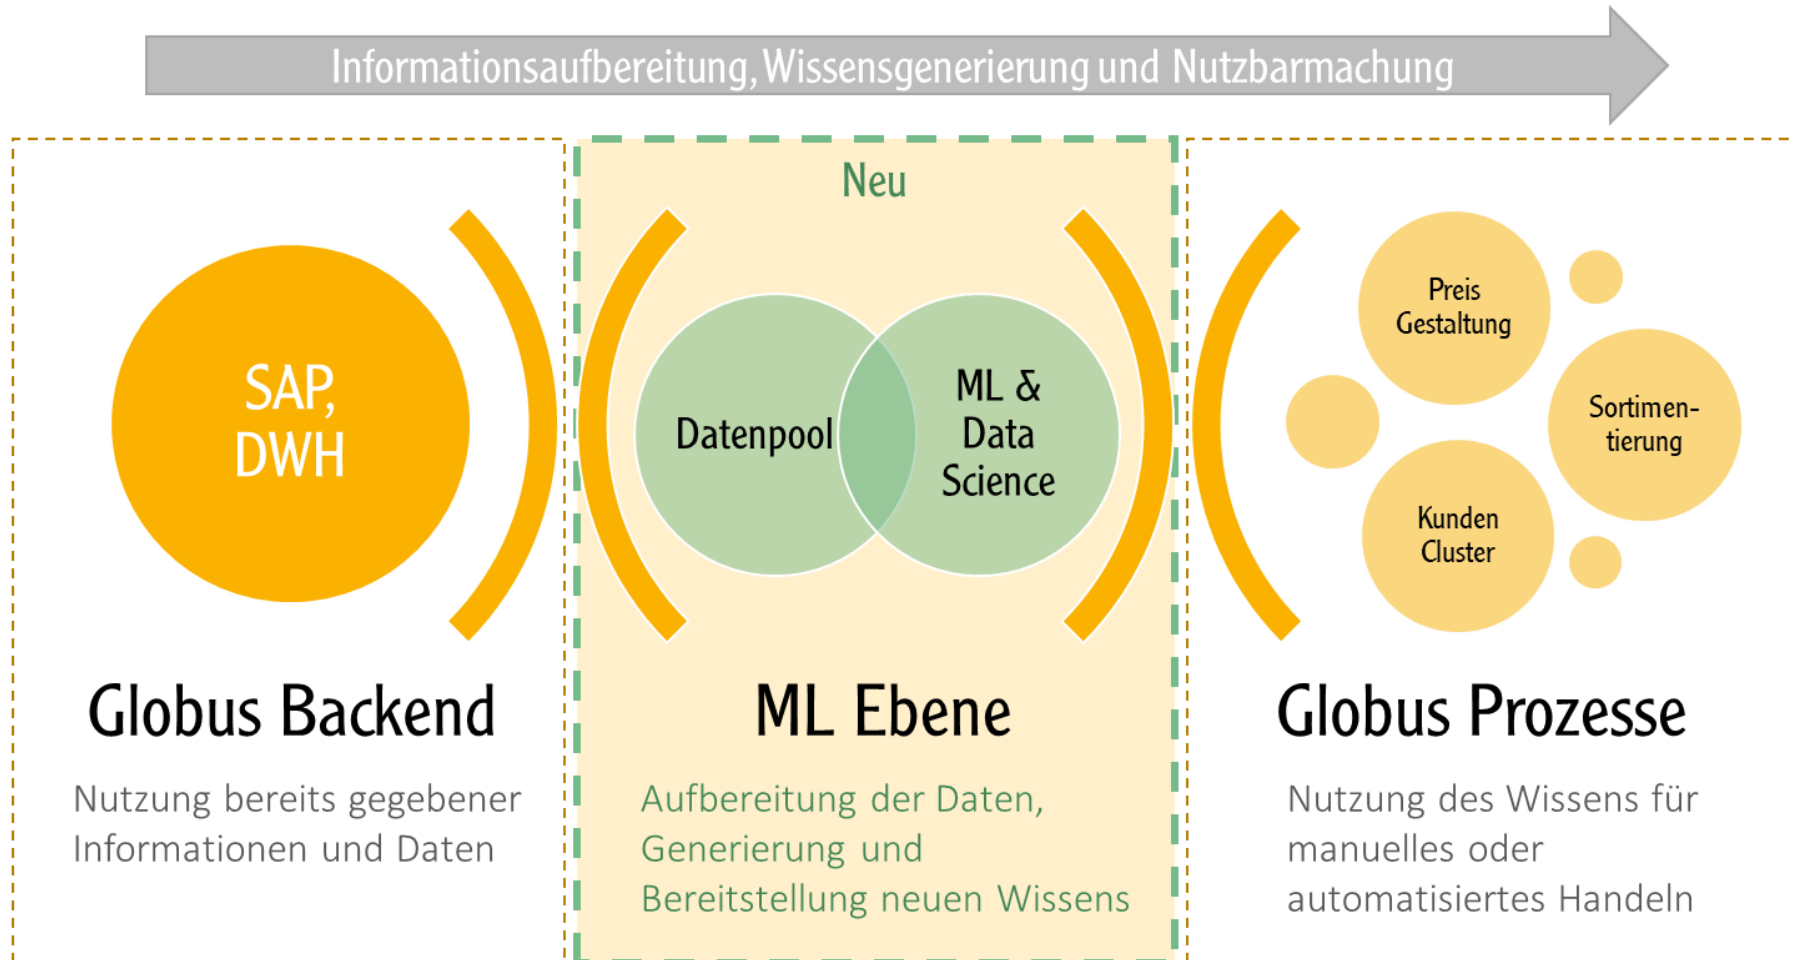 Informationsaufbereitung, Wissensgenerierung und Nutzbarmachung
SAP,
DWH
Globus Backend
Nutzung bereits gegebener
Informationen und Daten
Neu
Datenpool
ML &
Data
Science
ML Ebene
Aufbereitung der Daten,
Generierung und
Bereitstellung neuen Wissens
Preis
Gestaltung
Sortimen-
tierung
Kunden
Cluster
Globus Prozesse
Nutzung des Wissens für
manuelles oder
automatisiertes Handeln